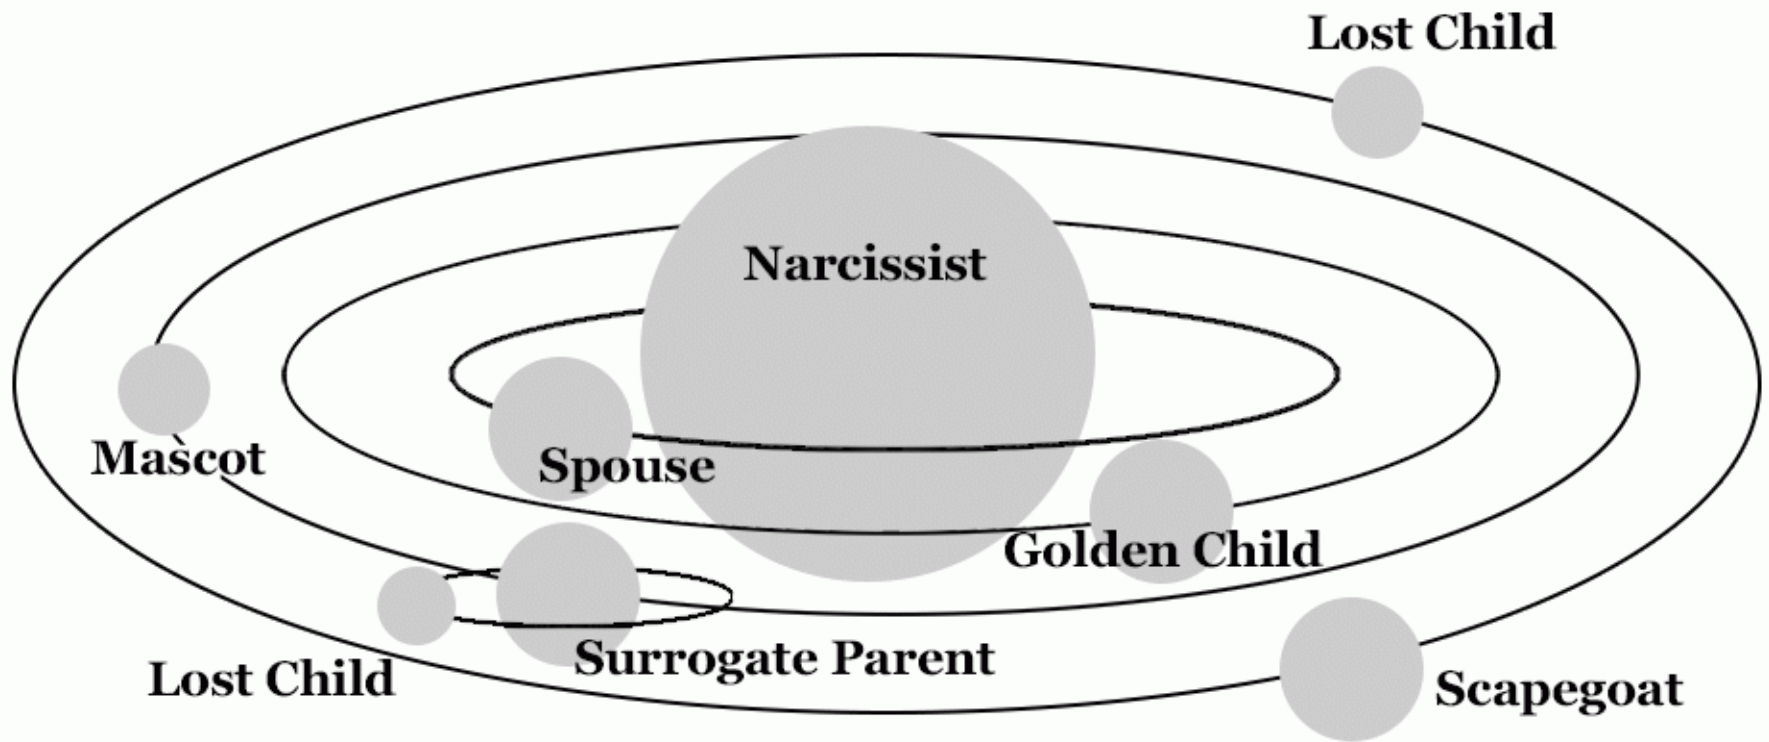 Lost Child
Narcissist
Mascot
Spouse
Golden Child
Surrogate Parent
Lost Child
Scapegoat